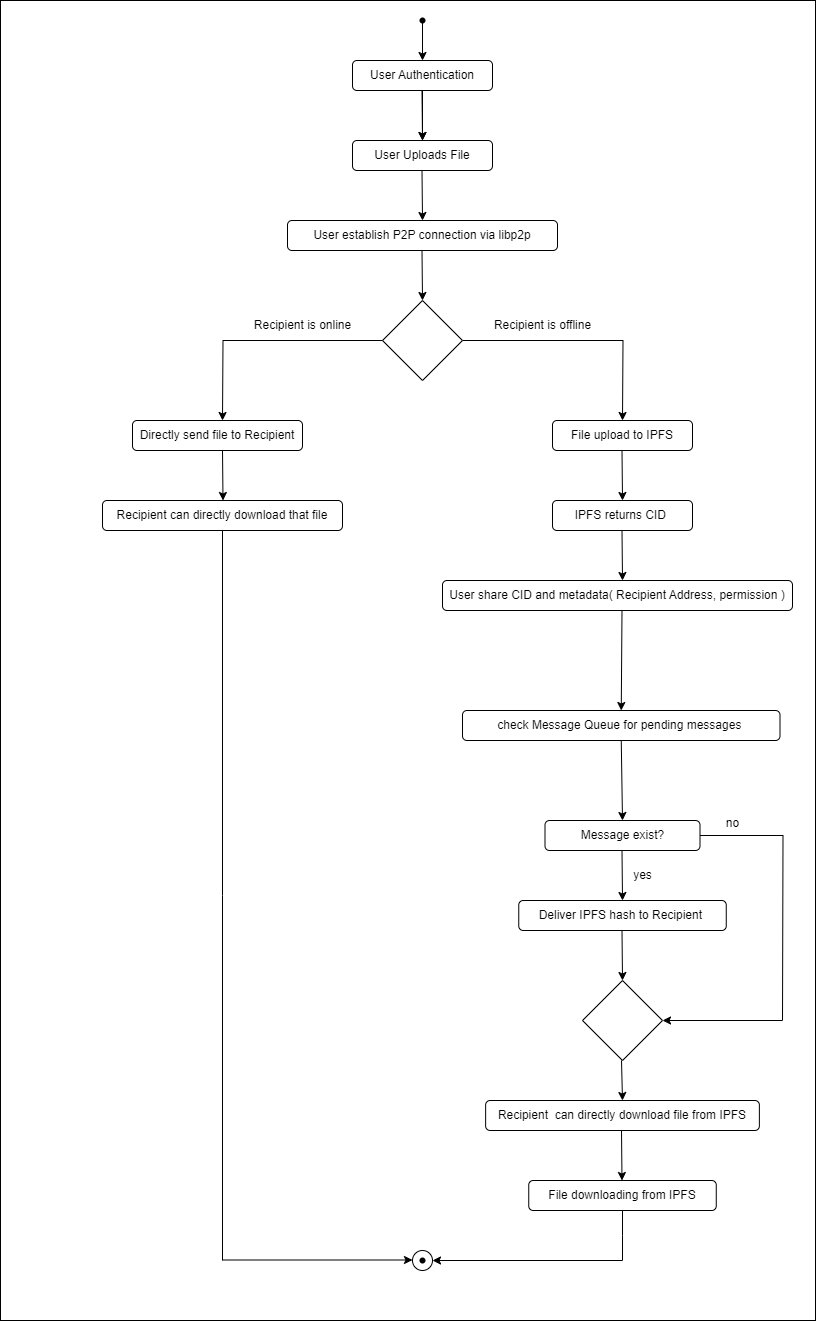 User Authentication
User Uploads File
User establish P2P connection via libp2p
Recipient is online
Recipient is offline
Directly send file to Recipient
File upload to IPFS
Recipient can directly download that file
IPFS returns CID
User share CID and metadata( Recipient Address, permission )
check Message Queue for pending messages
Message exist?
no
yes
Deliver IPFS hash to Recipient
Recipient  can directly download file from IPFS
File downloading from IPFS